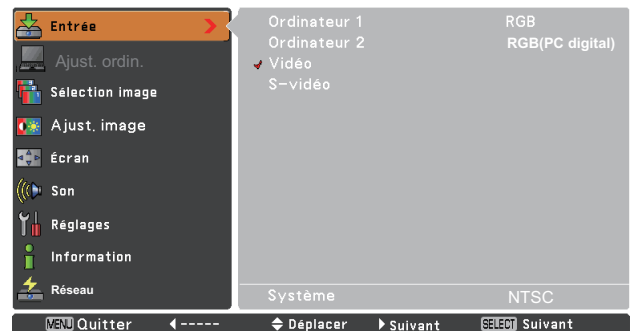 Entrée
Ajust. ordin.
Sélection image
Ajust. image
Écran
Son
Réglages
Information
Réseau
Ordinateur 1 RGB
Ordinateur 2 RGB(PC digital)
Vidéo
S-vidéo
Système NTSC
MENU Quitter ----- Déplacer Suivant SELECT Suivant